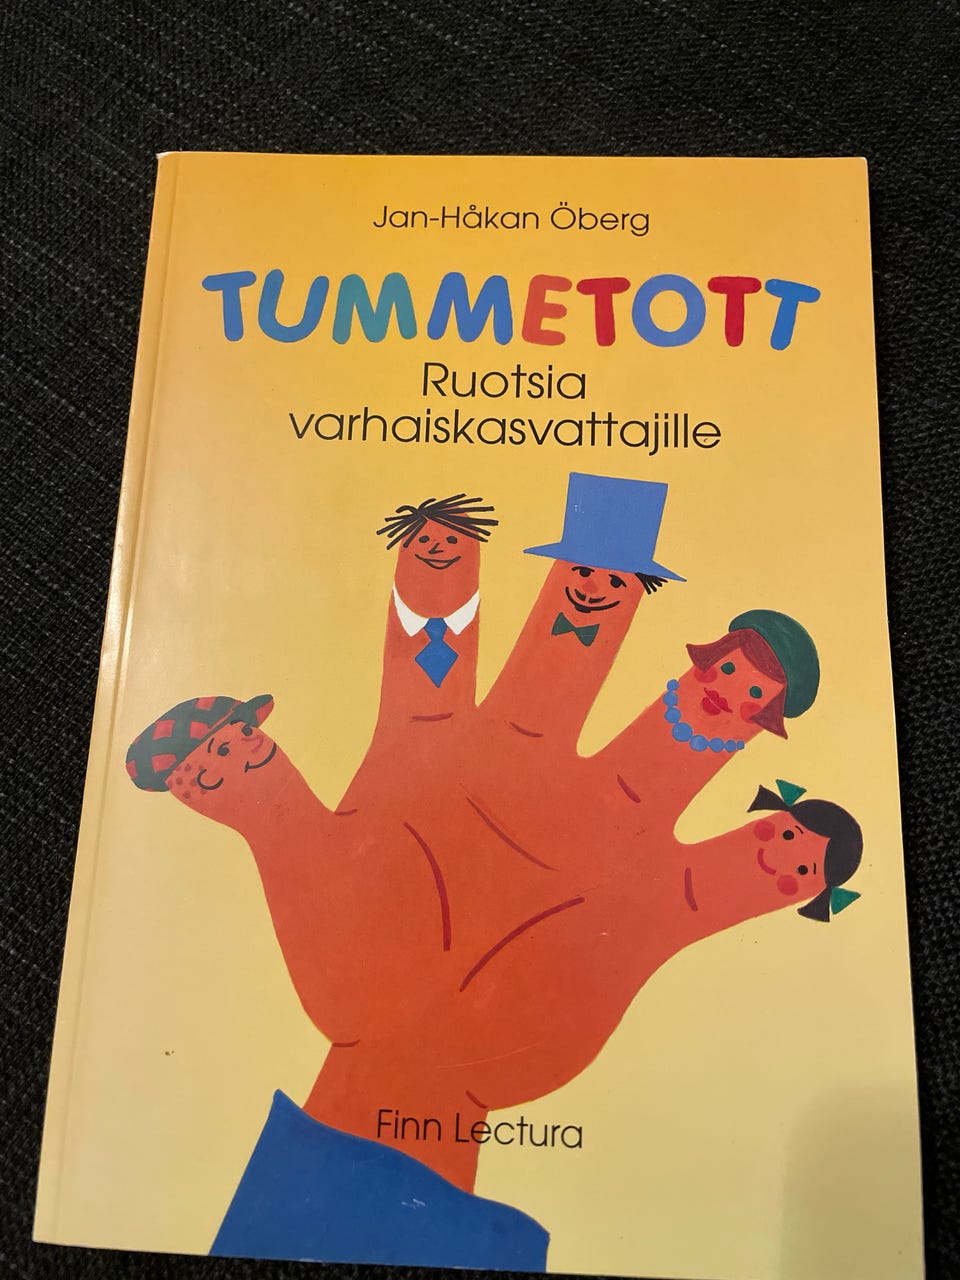 Jan-Håkan Öberg
TUMMETOTT
Ruotsia
varhaiskasvattajille
Finn Lectura